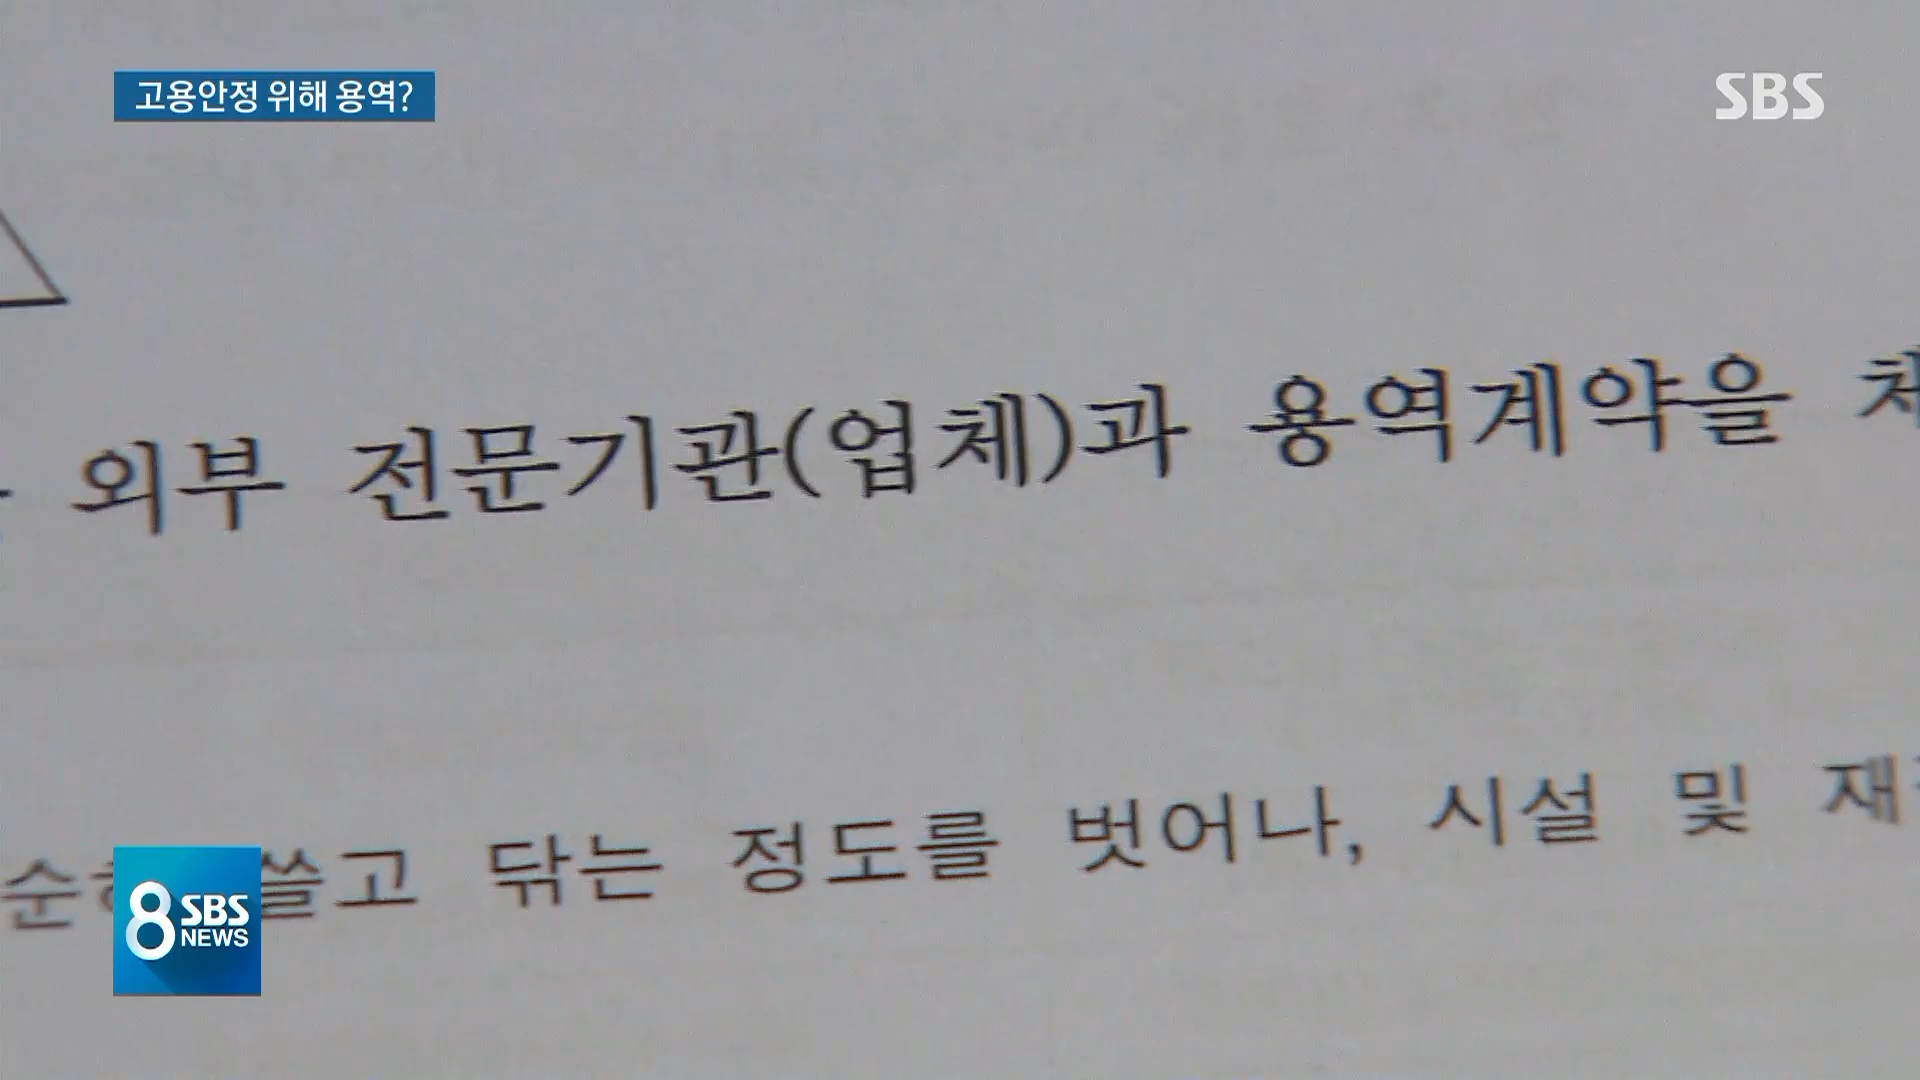 고용안정 위해 용역?
SBS
외부 전문기관(업체)과 용역계약을
쓸고 닦는 정도를 벗어나, 시설 및
8 SBS
NEWS